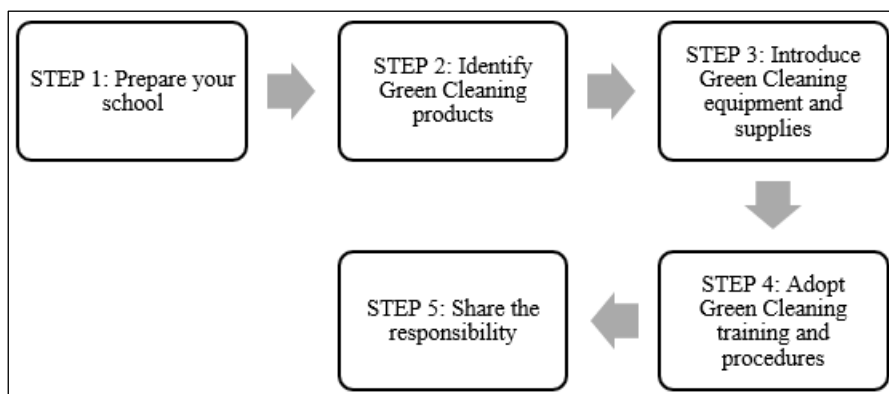 STEP 1: Prepare your
school
STEP 2: Identify
Green Cleaning
products
STEP 3: Introduce
Green Cleaning
equipment and
supplies
STEP 4: Adopt
Green Cleaning
training and
procedures
STEP 5: Share the
responsibility